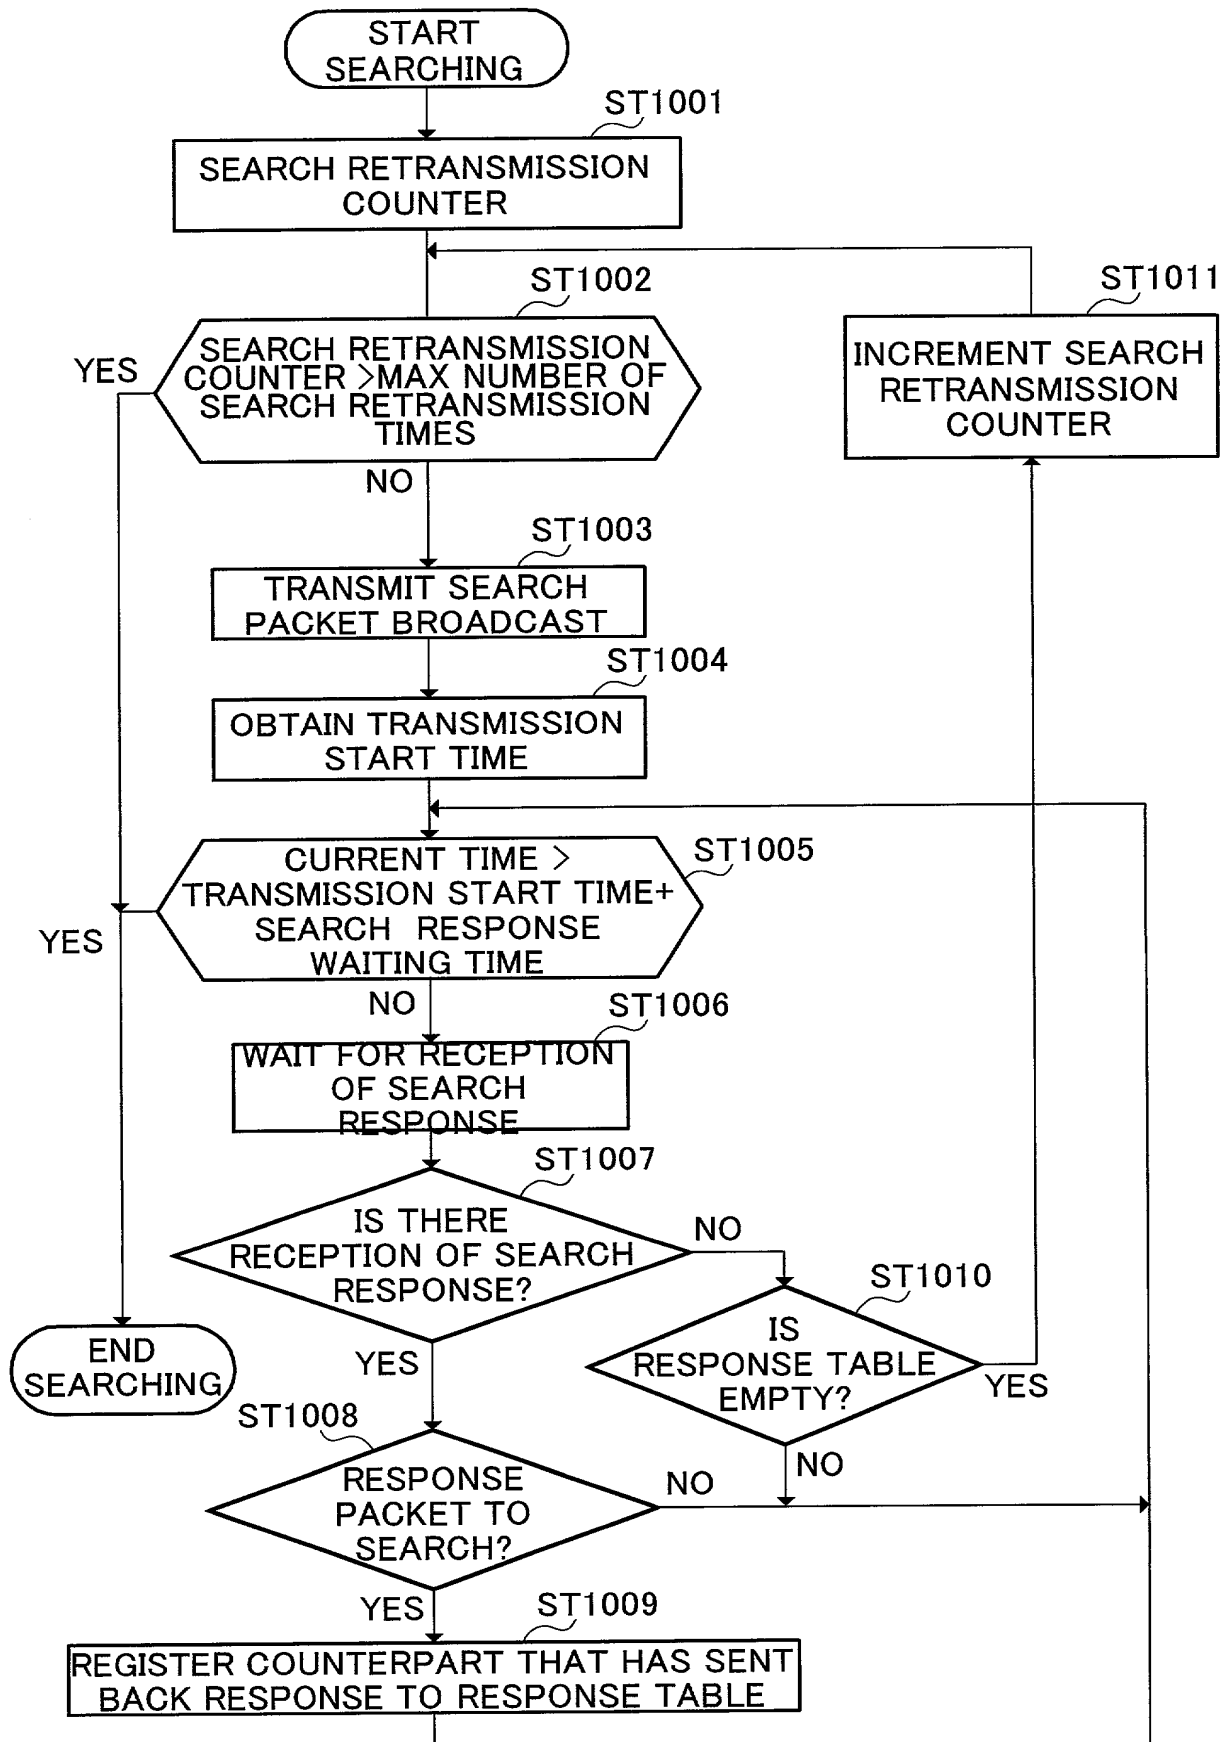 START
SEARCHING
ST1001
SEARCH RETRANSMISSION
COUNTER
ST1002
ST1011
SEARCH RETRANSMISSION
COUNTER >MAX NUMBER OF
SEARCH RETRANSMISSION
TIMES
YES
INCREMENT SEARCH
RETRANSMISSION
COUNTER
NO
ST1003
TRANSMIT SEARCH
PACKET BROADCAST
ST1004
OBTAIN TRANSMISSION
START TIME
ST1005
CURRENT TIME >
TRANSMISSION START TIME+
SEARCH RESPONSE
WAITING TIME
YES
NO
ST1006
WAIT FOR RECEPTION
OF SEARCH
RESPONSE
ST1007
IS THERE
RECEPTION OF SEARCH
RESPONSE?
NO
ST1010
IS
RESPONSE TABLE
EMPTY?
YES
END
SEARCHING
YES
NO
ST1008
RESPONSE
PACKET TO
SEARCH?
NO
YES
ST1009
REGISTER COUNTERPART THAT HAS SENT
BACK RESPONSE TO RESPONSE TABLE